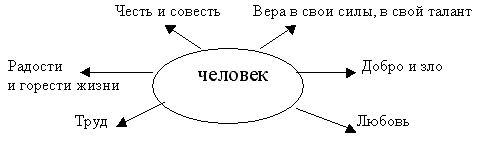 Честь и совесть
Вера в свои силы, в свой талант
Радости
и горести жизни
человек
Добро и зло
Труд
Любовь